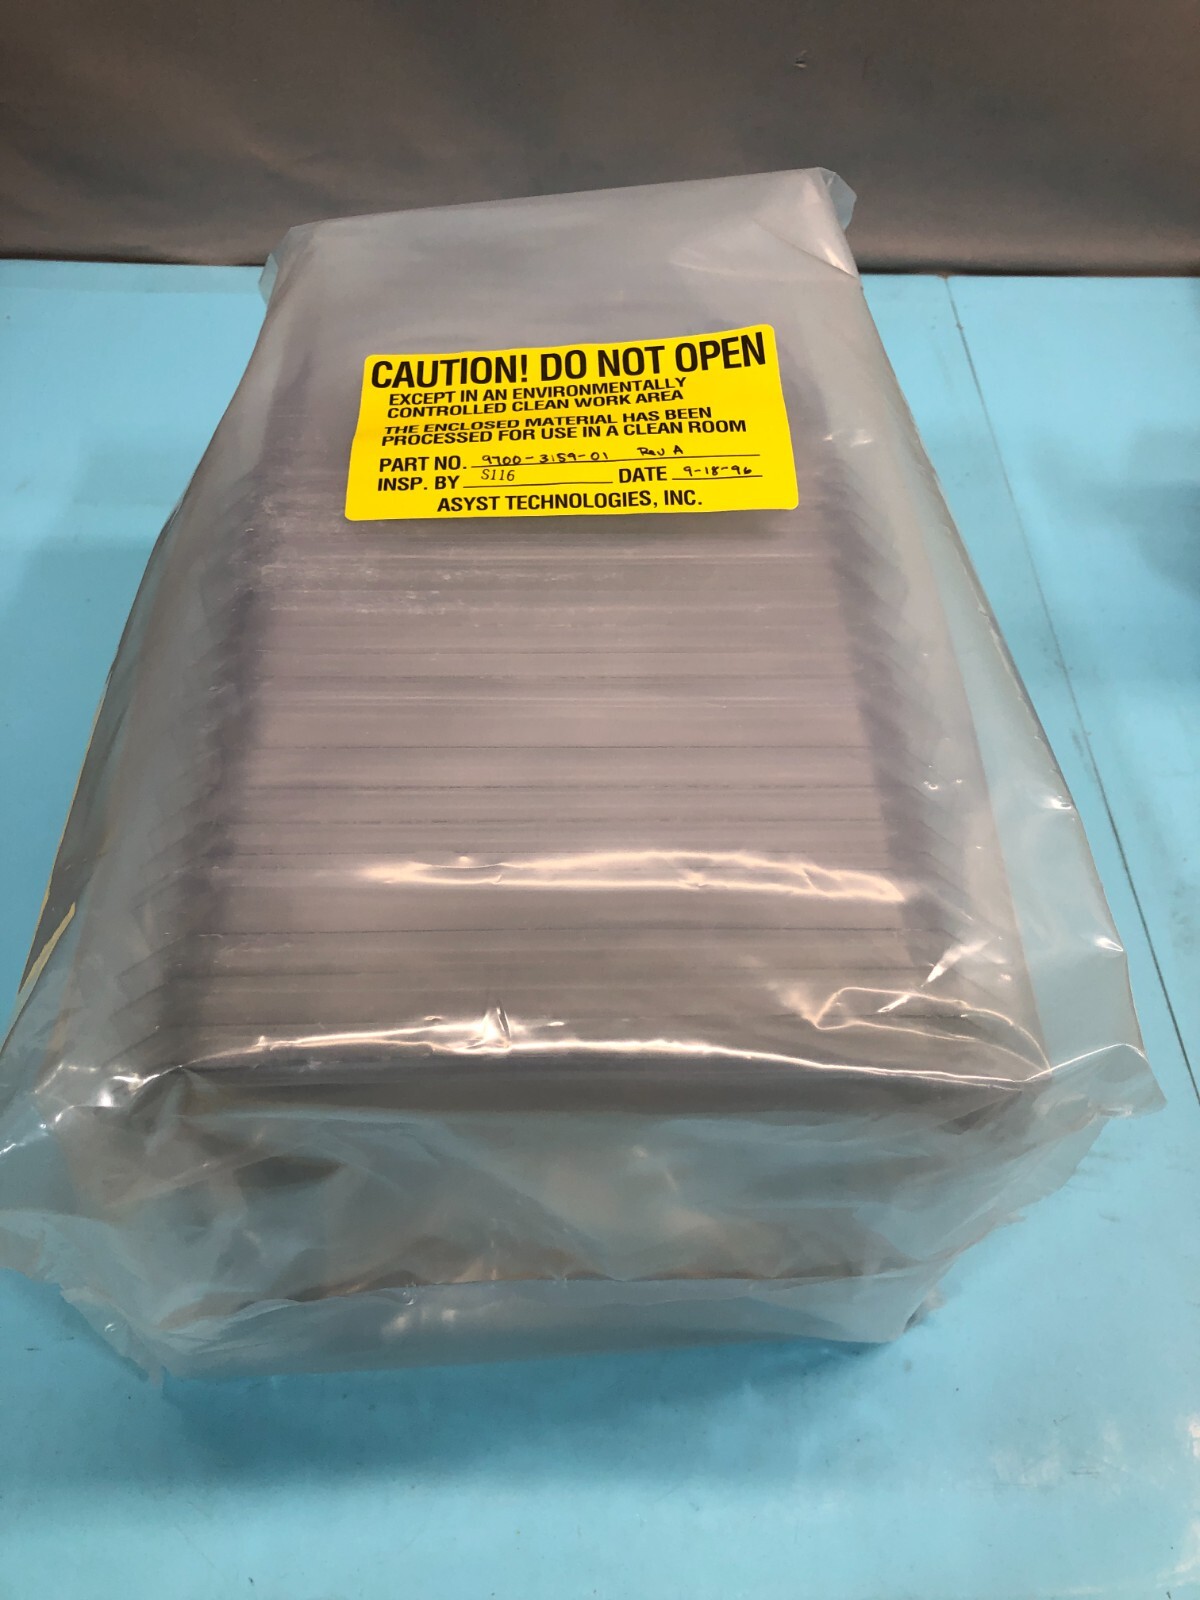 CAUTION! DO NOT OPEN
EXCEPT IN AN ENVIRONMENTALLY
CONTROLLED CLEAN WORK AREA
THE ENCLOSED MATERIAL HAS BEEN
PROCESSED FOR USE IN A CLEAN ROOM
PART NO. 9700-3159-01 Rev A
INSP. BY S116 DATE 9-18-96
ASYST TECHNOLOGIES, INC.